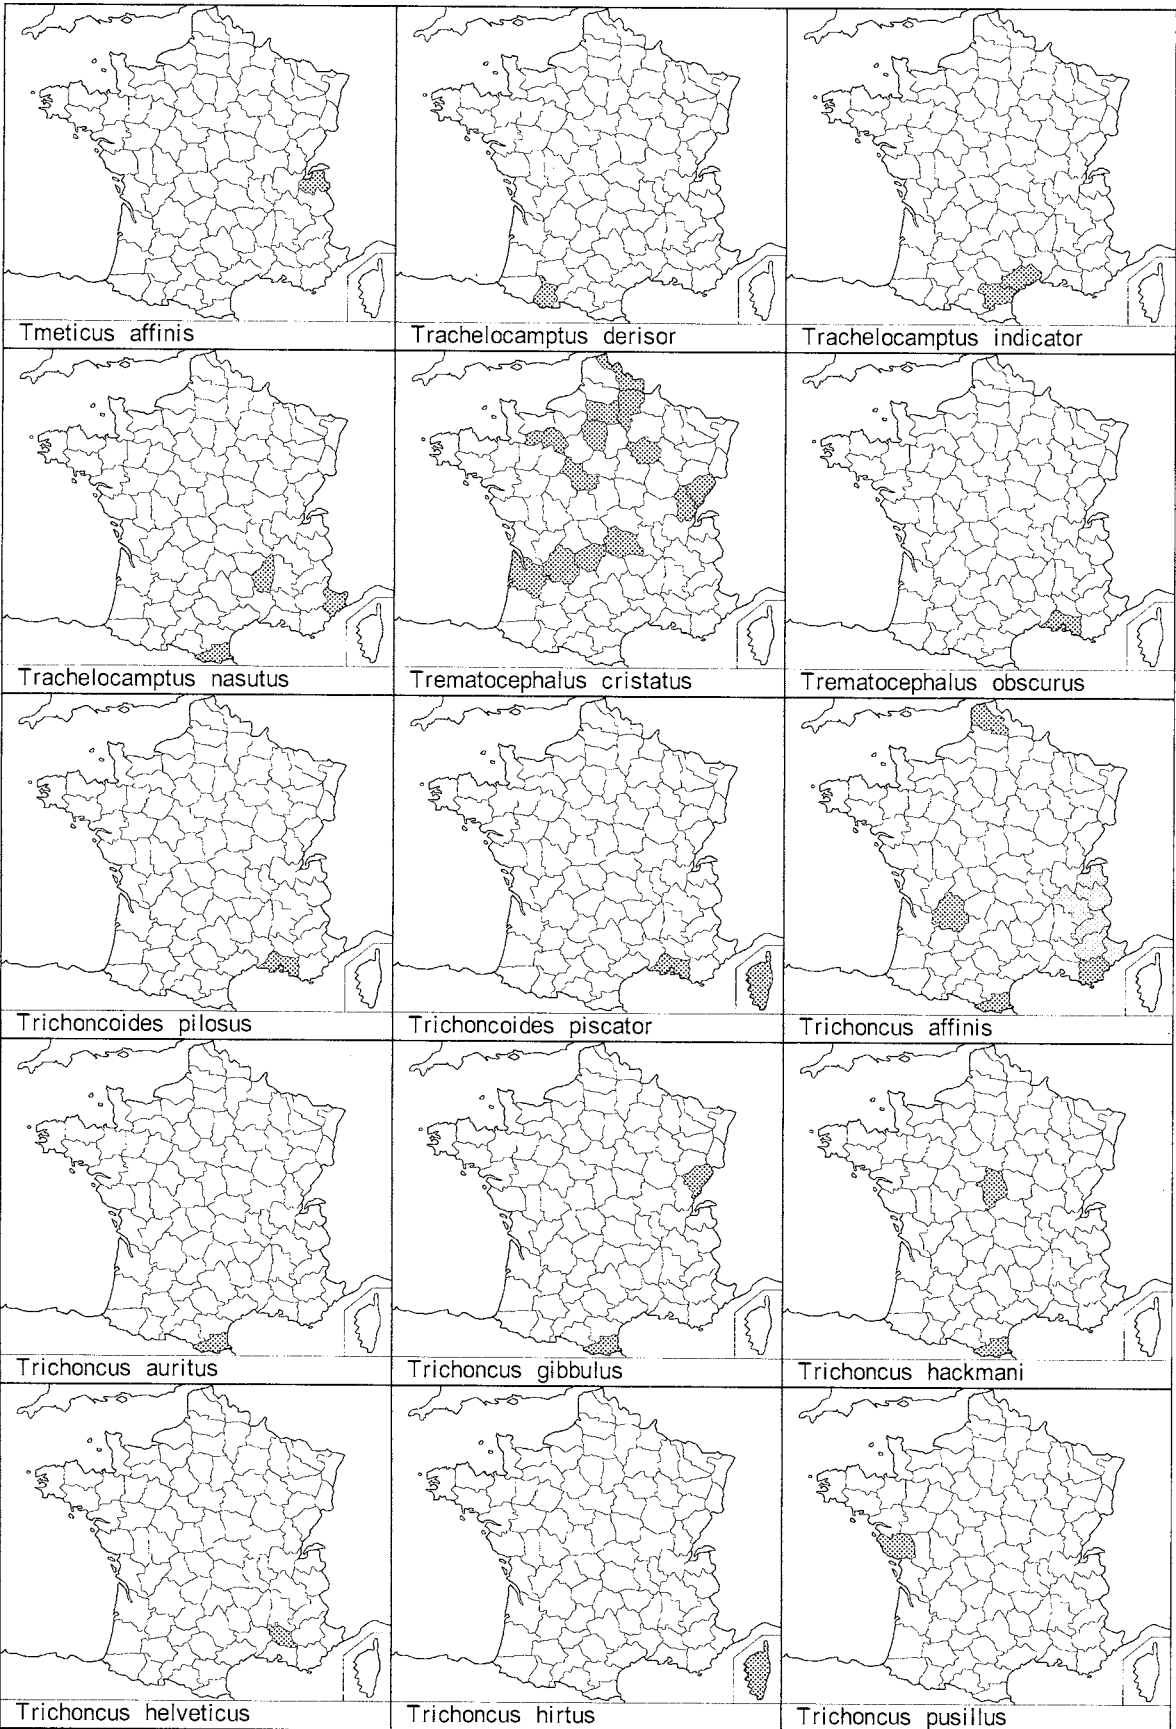 Tmeticus affinis
Trachelocamptus derisor
Trachelocamptus indicator
Trachelocamptus nasutus
Trematocephalus cristatus
Trematocephalus obscurus
Trichoncoides pilosus
Trichoncoides piscator
Trichoncus affinis
Trichoncus auritus
Trichoncus gibbulus
Trichoncus hackmani
Trichoncus helveticus
Trichoncus hirtus
Trichoncus pusillus